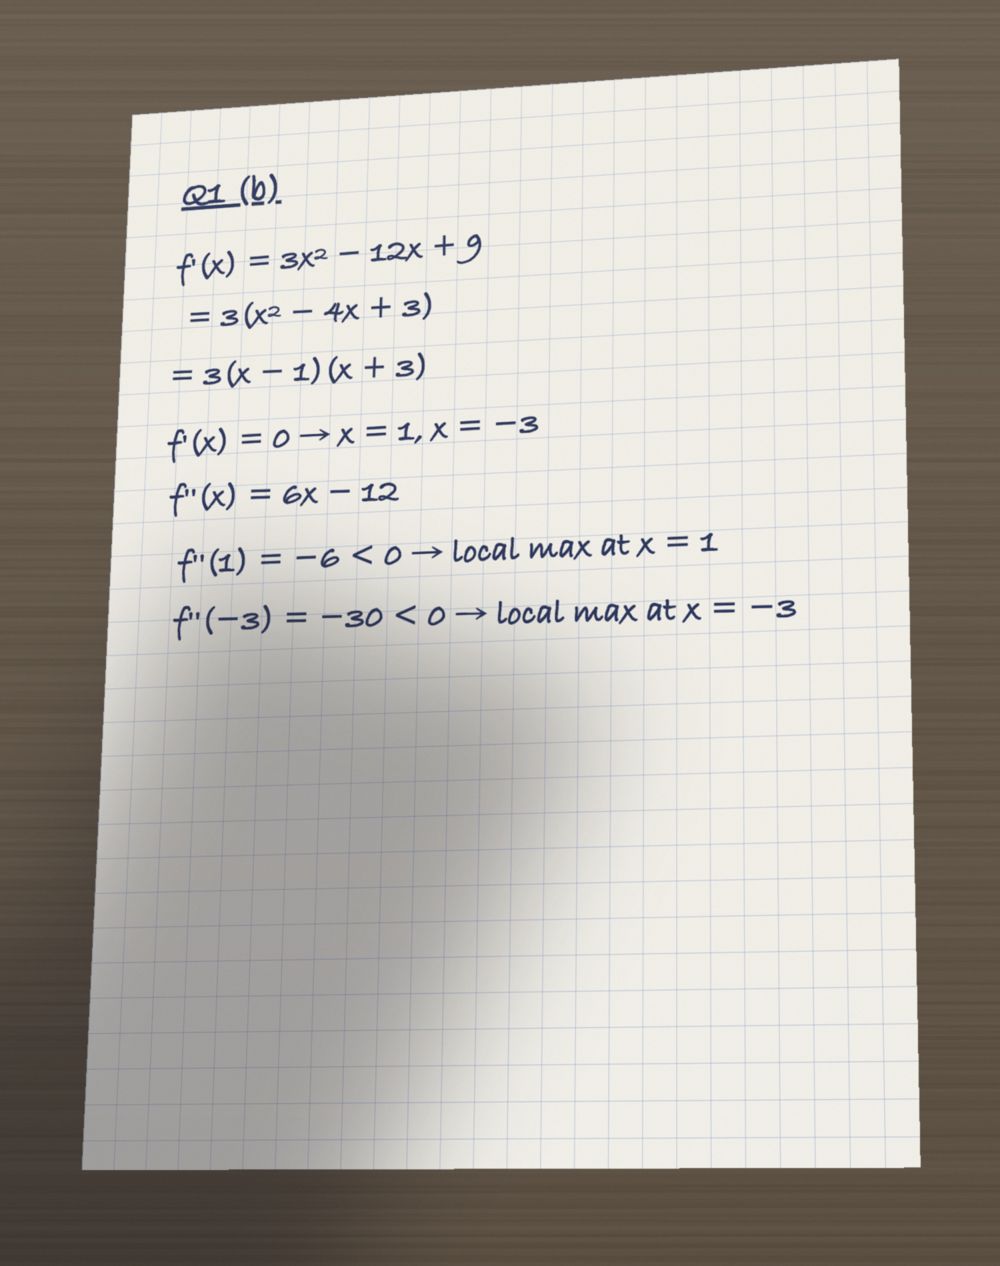 Q1 (b).
f'(x) = 3x² − 12x + 9
= 3(x² − 4x + 3)
= 3(x − 1)(x + 3)
f'(x) = 0 → x = 1, x = −3
f''(x) = 6x − 12
f''(1) = −6 < 0 → local max at x = 1
f''(−3) = −30 < 0 → local max at x = −3